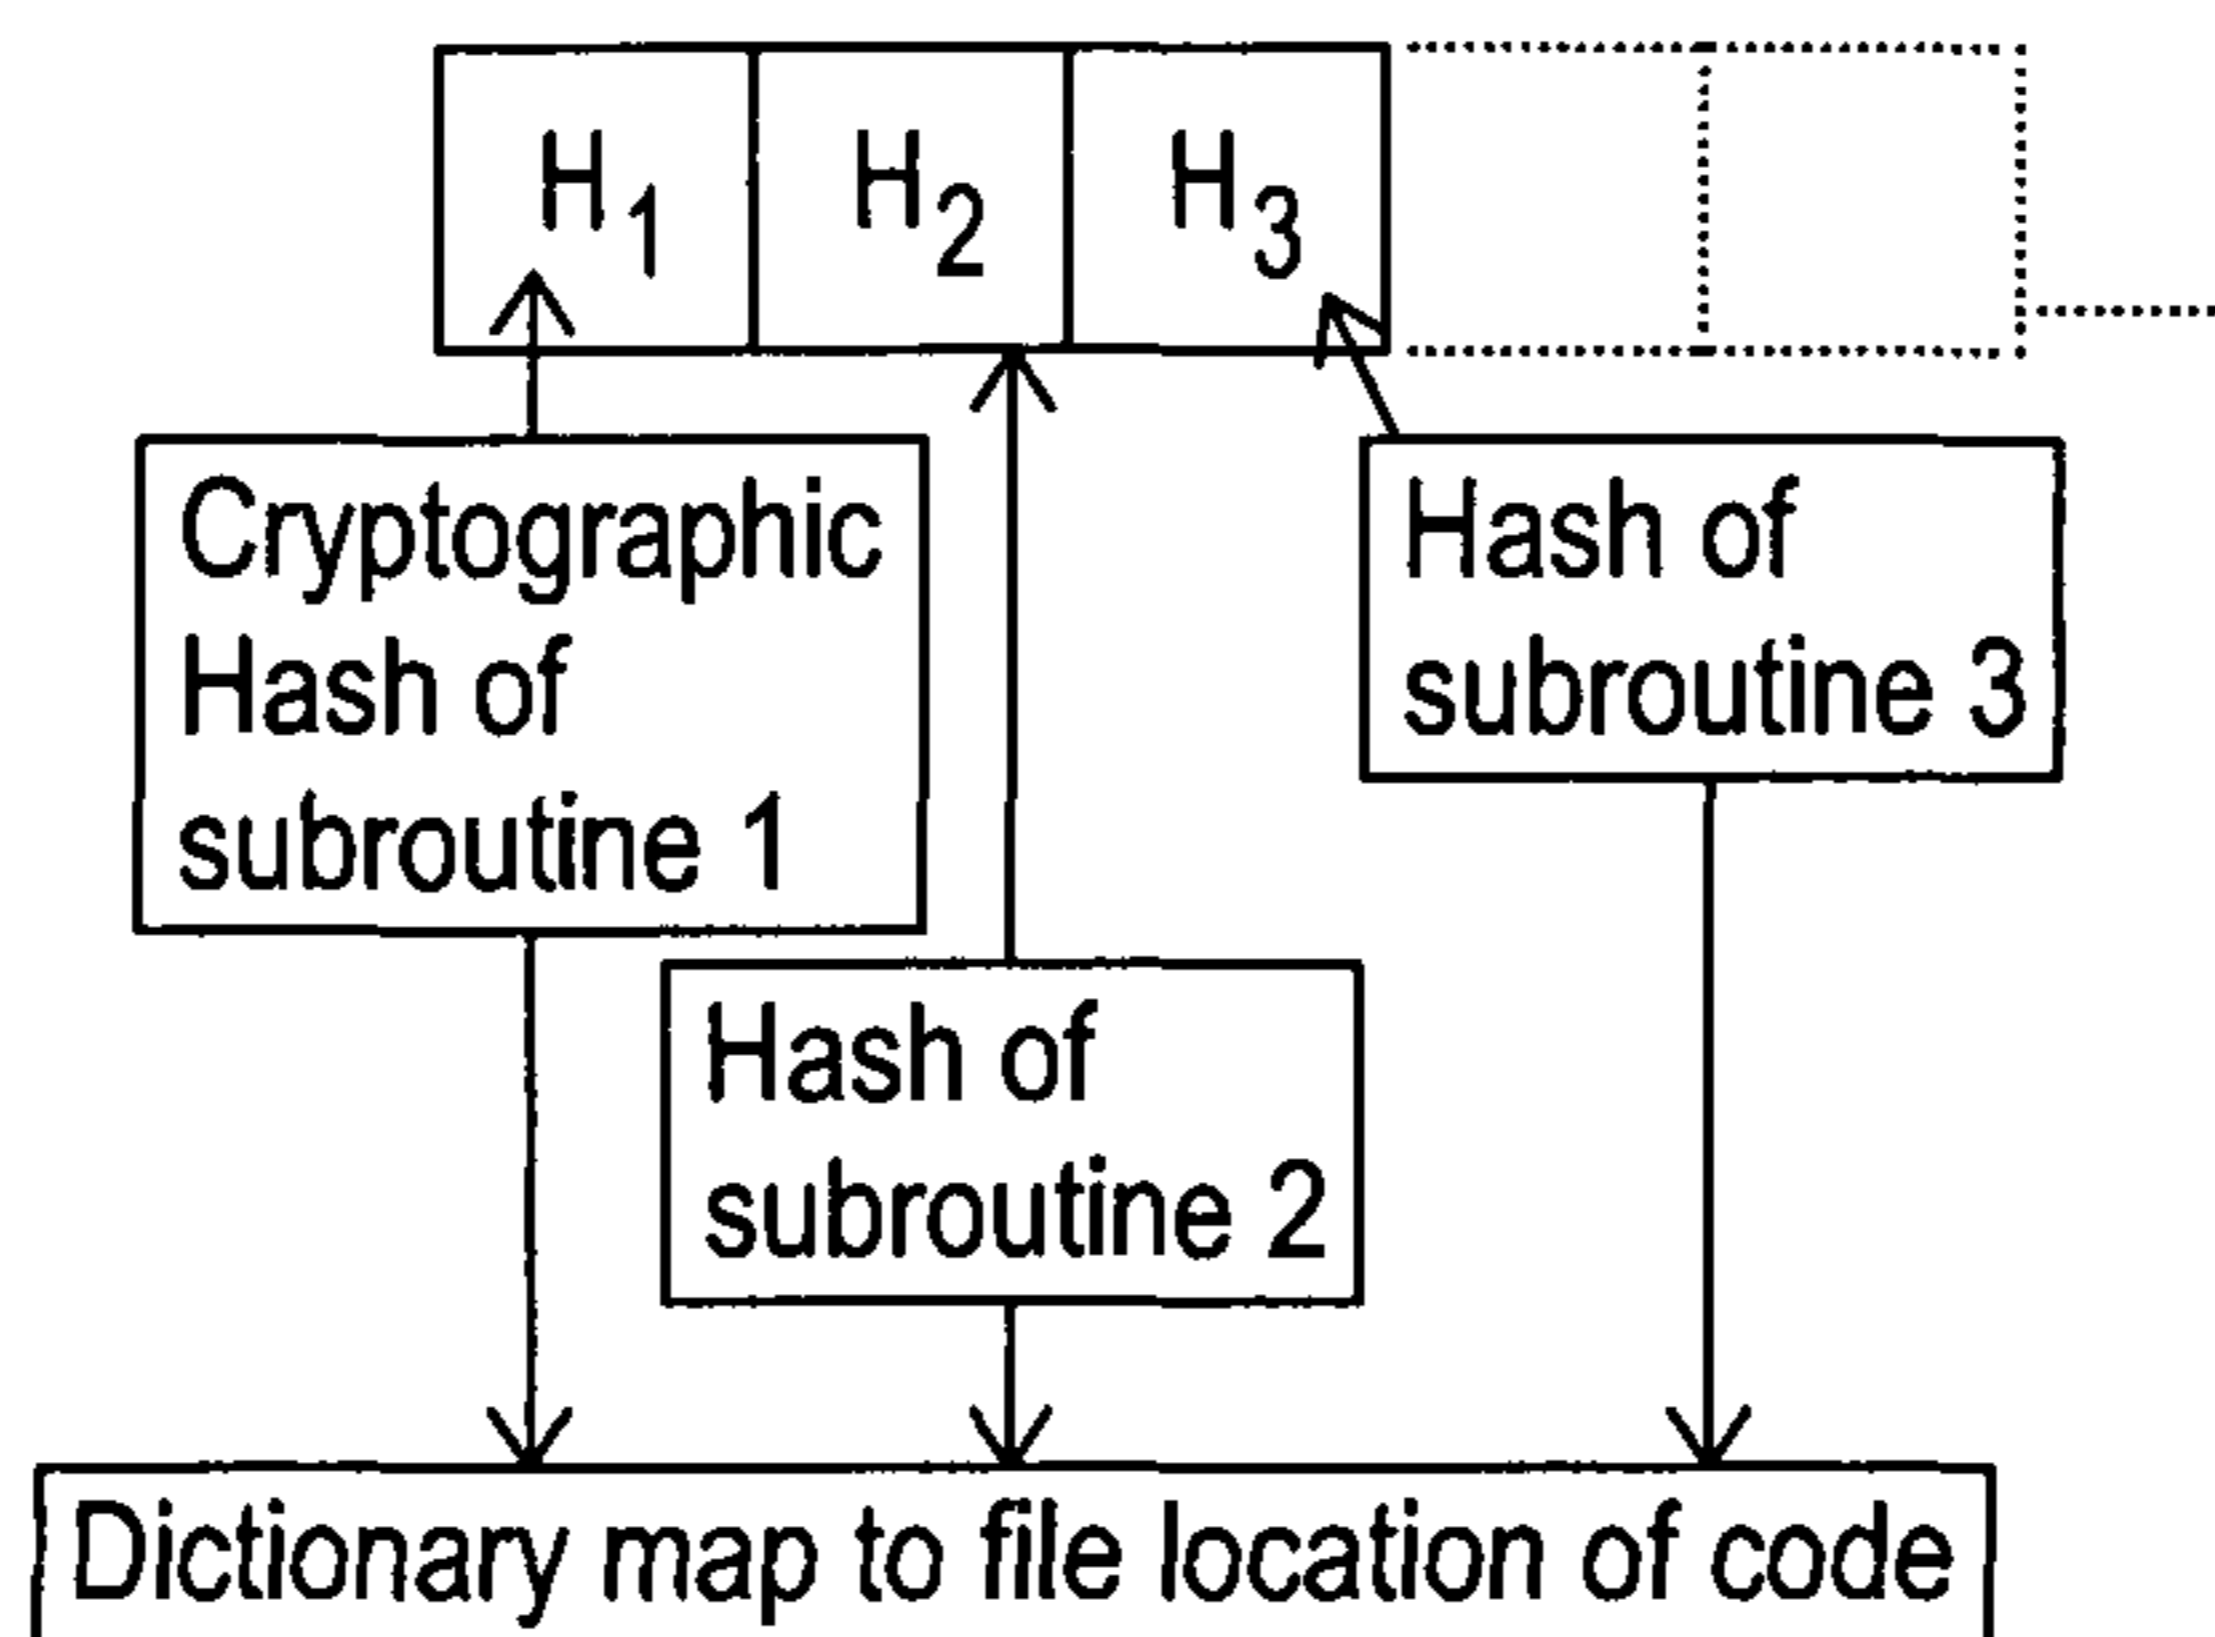 H1 H2 H3
Cryptographic
Hash of
subroutine 1
Hash of
subroutine 3
Hash of
subroutine 2
Dictionary map to file location of code